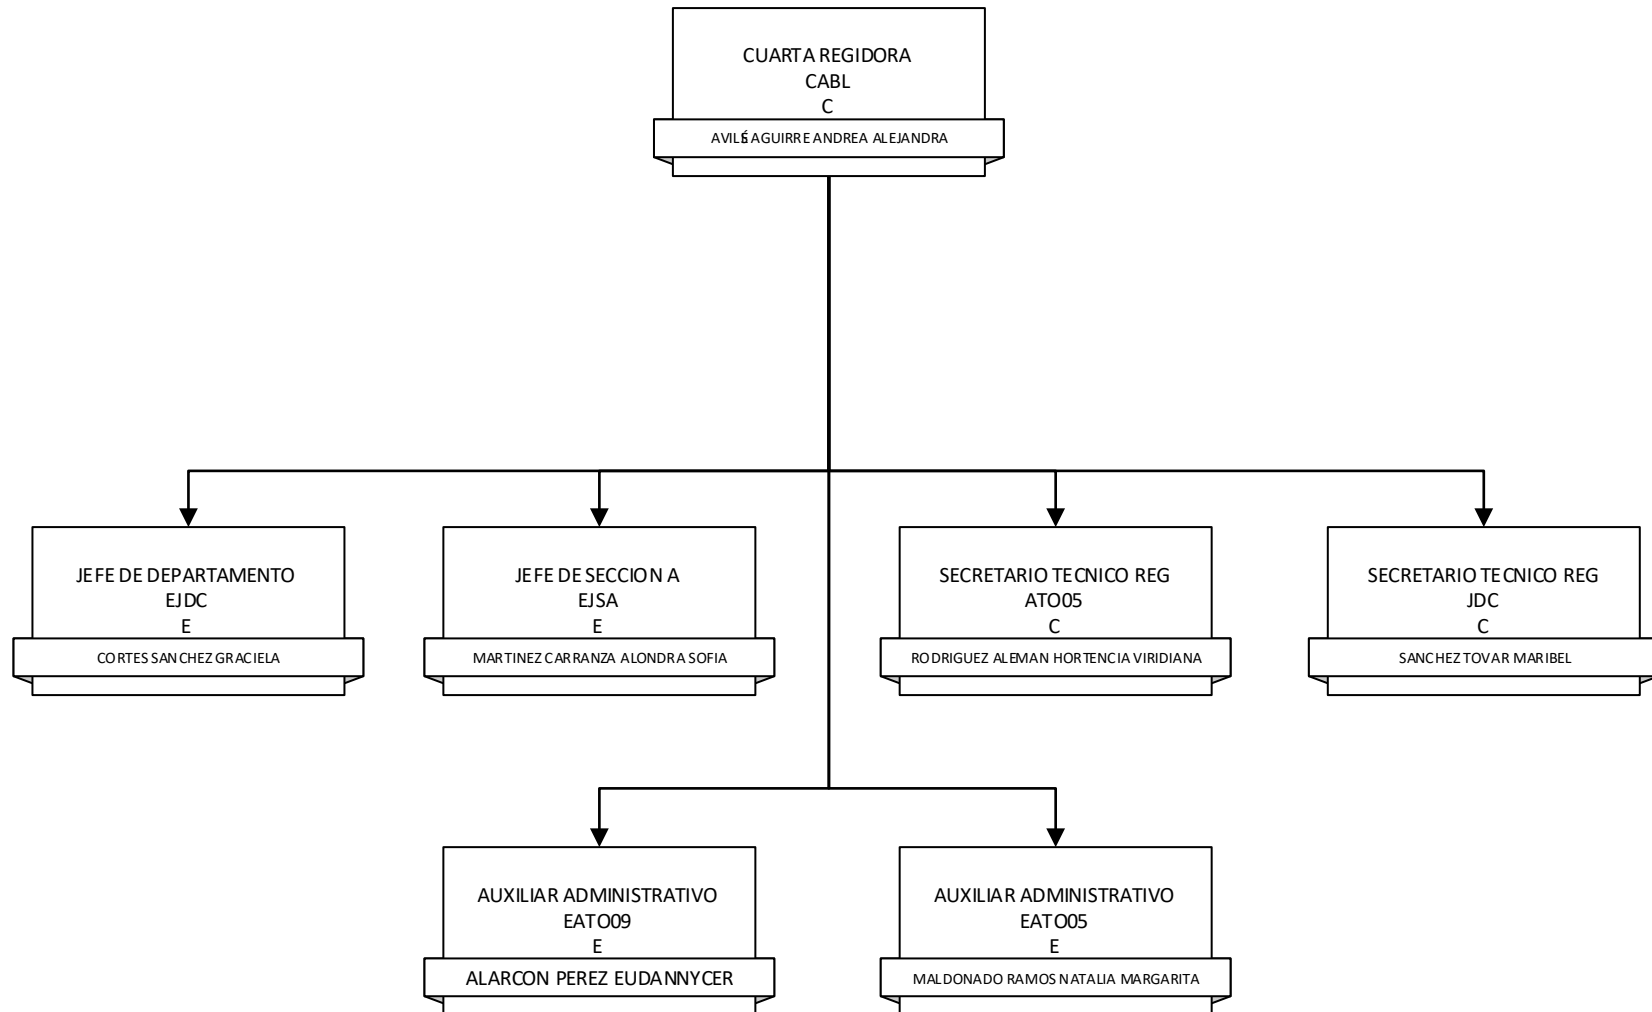 CUARTA REGIDORA
CABL
C
AVILÉS AGUIRRE ANDREA ALEJANDRA
JEFE DE DEPARTAMENTO
EJDC
E
CORTES SANCHEZ GRACIELA
JEFE DE SECCION A
EJSA
E
MARTINEZ CARRANZA ALONDRA SOFIA
SECRETARIO TECNICO REG
ATO05
C
RODRIGUEZ ALEMAN HORTENCIA VIRIDIANA
SECRETARIO TECNICO REG
JDC
C
SANCHEZ TOVAR MARIBEL
AUXILIAR ADMINISTRATIVO
EATO09
E
ALARCON PEREZ EUDANNYCER
AUXILIAR ADMINISTRATIVO
EATO05
E
MALDONADO RAMOS NATALIA MARGARITA